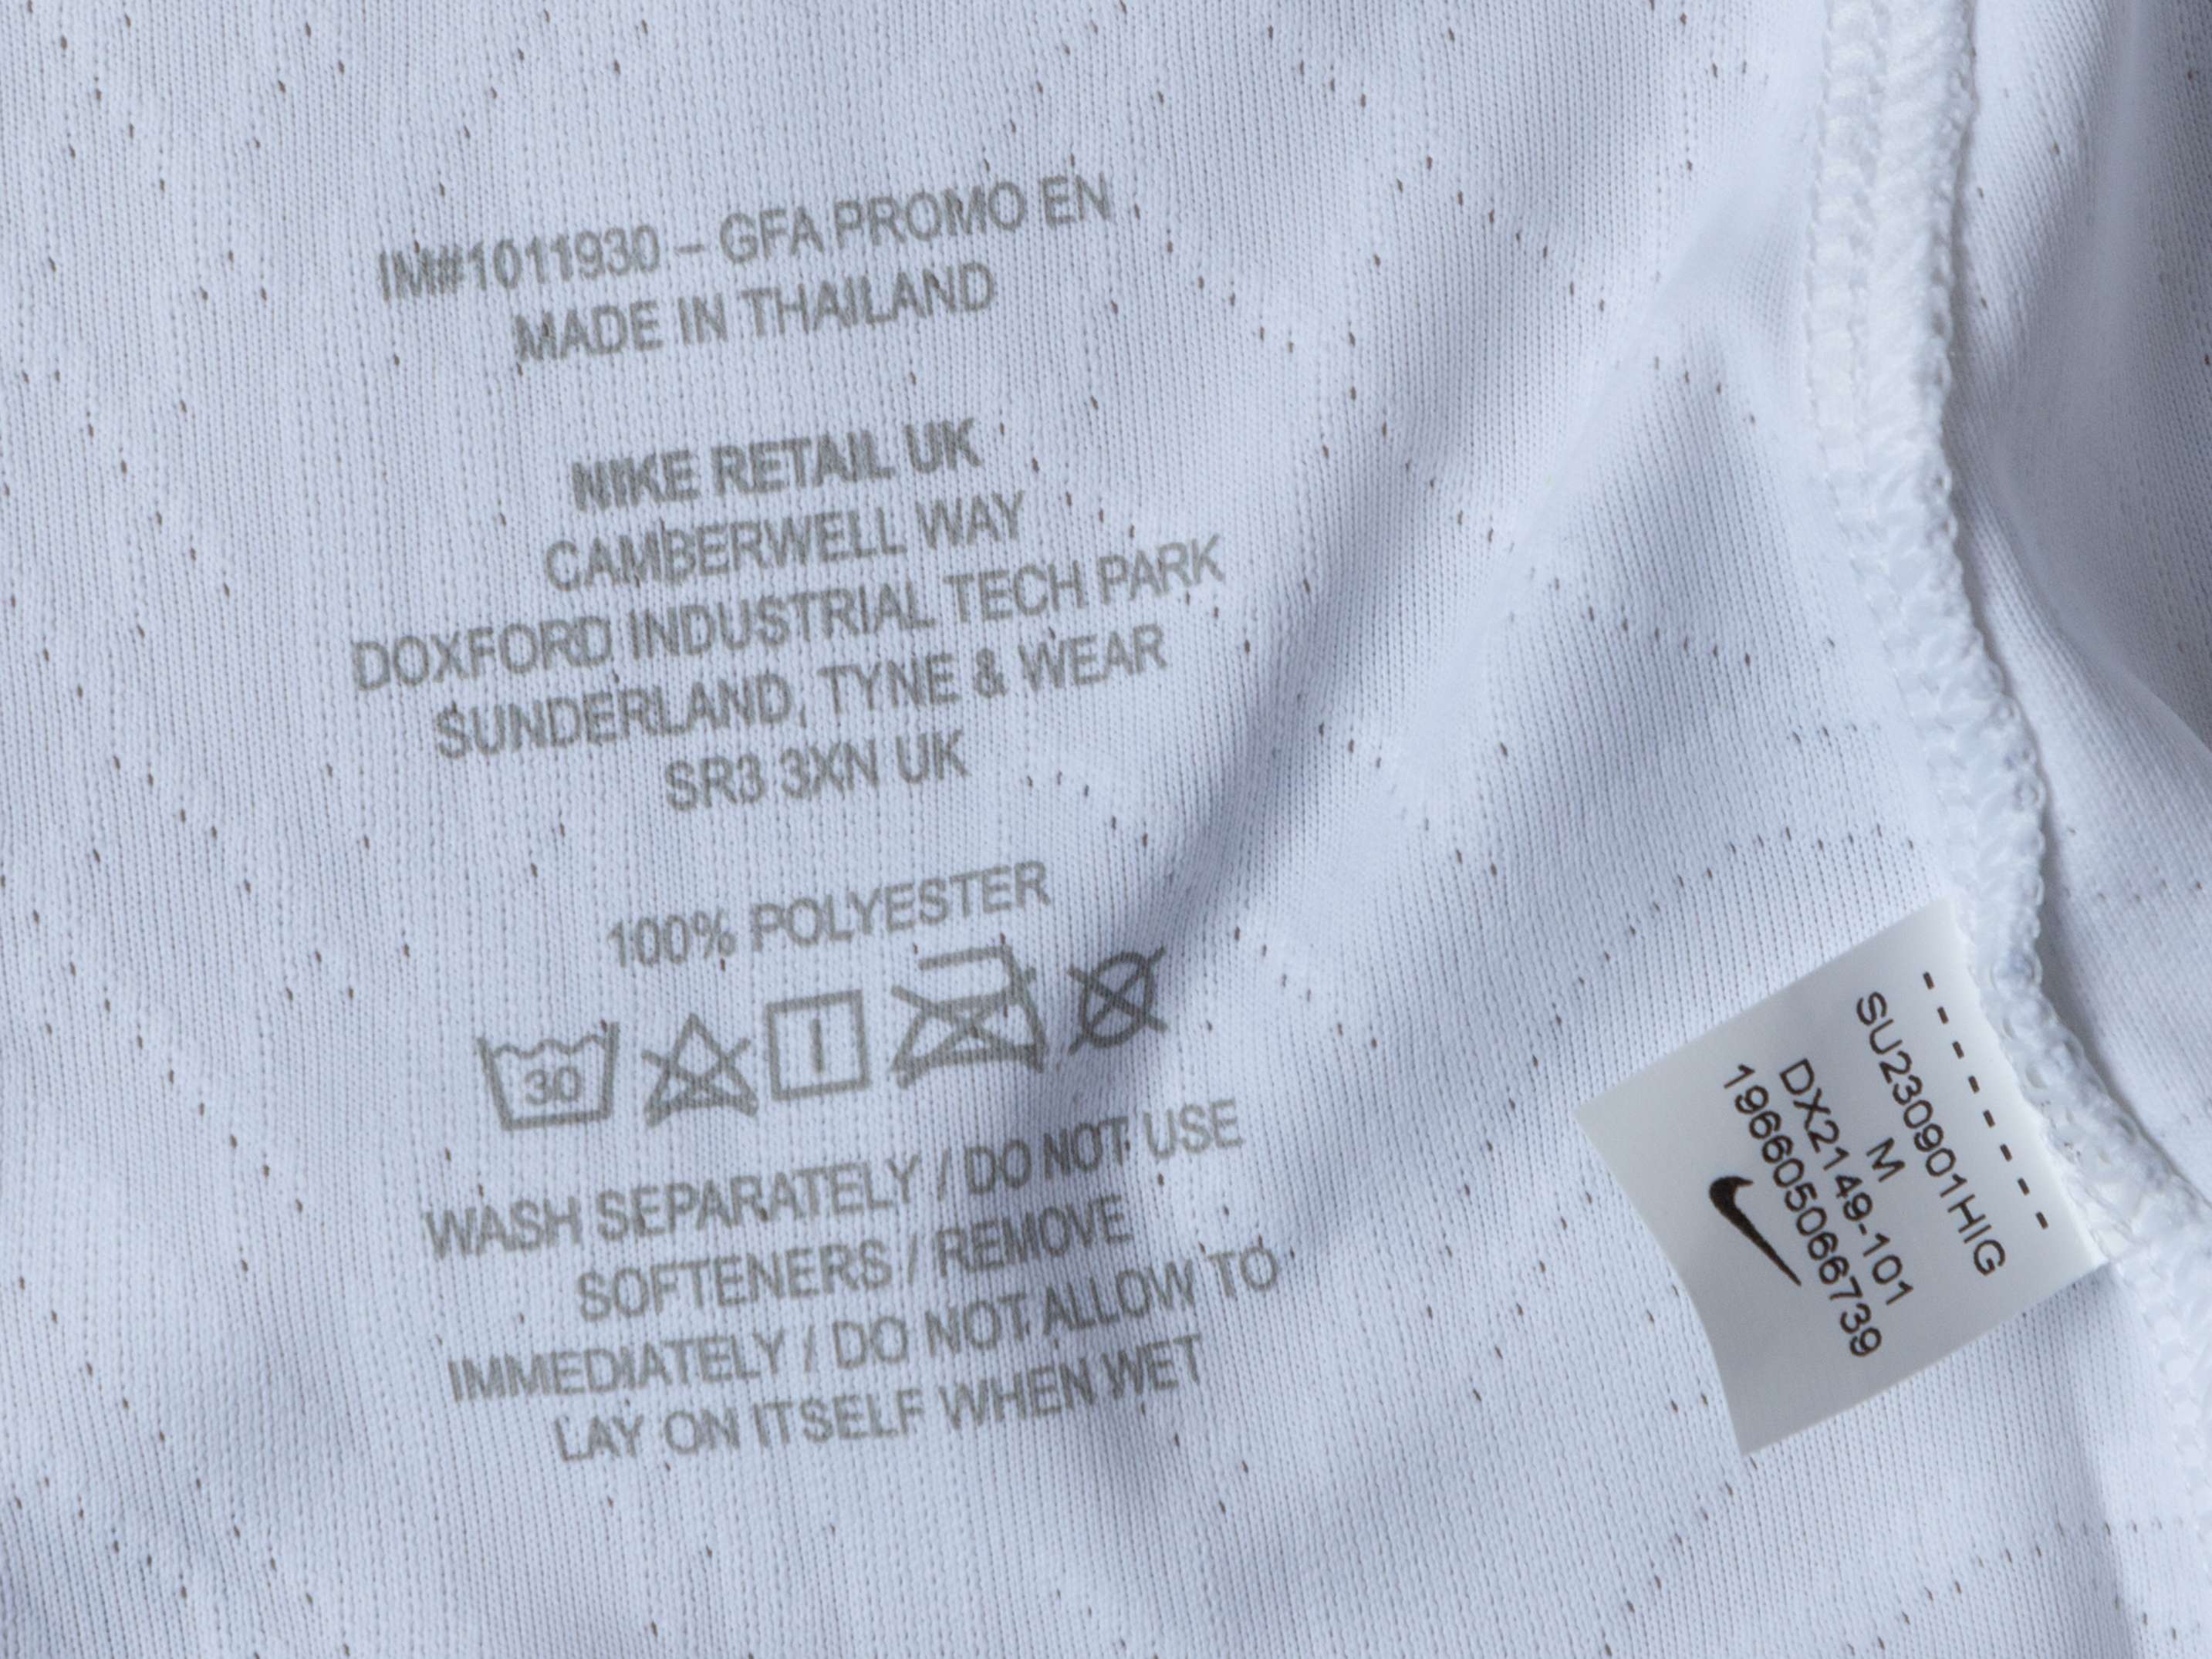 IM#1011930 – GFA PROMO EN
MADE IN THAILAND
NIKE RETAIL UK
CAMBERWELL WAY
DOXFORD INDUSTRIAL TECH PARK
SUNDERLAND, TYNE & WEAR
SR3 3XN UK
100% POLYESTER
30
WASH SEPARATELY / DO NOT USE
SOFTENERS / REMOVE
IMMEDIATELY / DO NOT ALLOW TO
LAY ON ITSELF WHEN WET
SU230901HIG
M
DX2149-101
196605066739